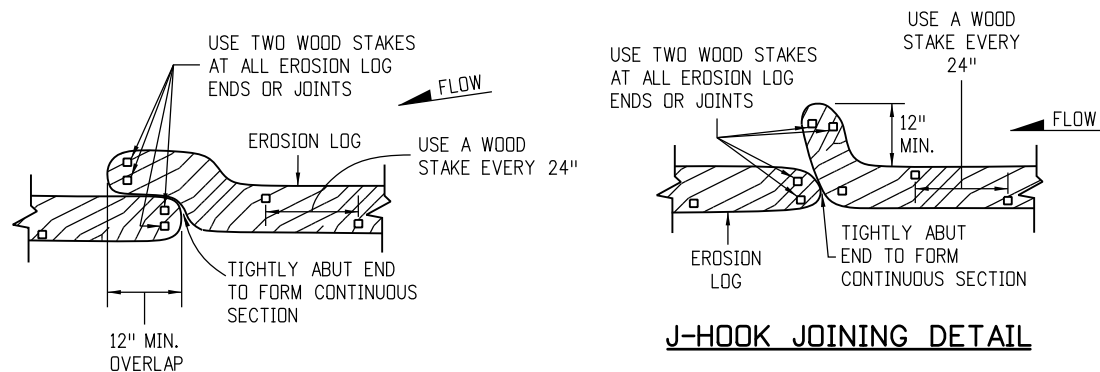 USE TWO WOOD STAKES
AT ALL EROSION LOG
ENDS OR JOINTS
FLOW
EROSION LOG
USE A WOOD
STAKE EVERY 24"
TIGHTLY ABUT END
TO FORM CONTINUOUS
SECTION
12" MIN.
OVERLAP
USE A WOOD
STAKE EVERY
24"
USE TWO WOOD STAKES
AT ALL EROSION LOG
ENDS OR JOINTS
12"
MIN.
FLOW
EROSION
LOG
TIGHTLY ABUT
END TO FORM
CONTINUOUS SECTION
J-HOOK JOINING DETAIL